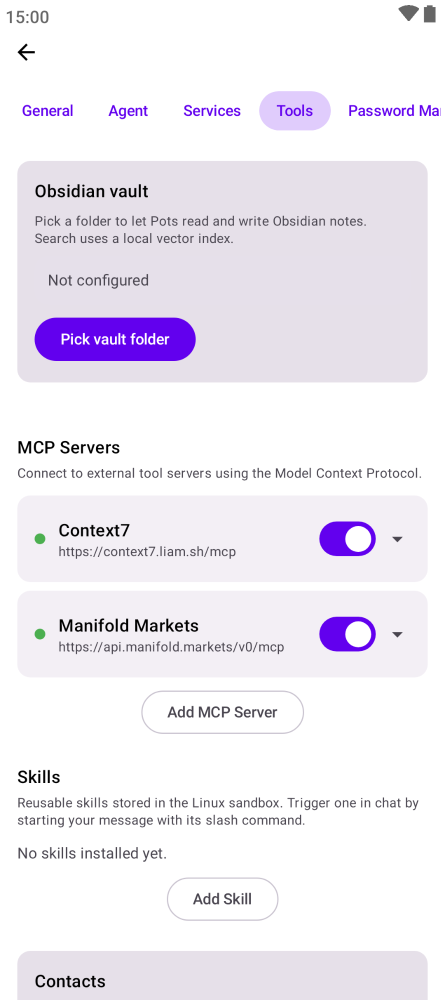 15:00
General Agent Services Tools Password Mar
Obsidian vault
Pick a folder to let Pots read and write Obsidian notes.
Search uses a local vector index.
Not configured
Pick vault folder
MCP Servers
Connect to external tool servers using the Model Context Protocol.
Context7
https://context7.liam.sh/mcp
Manifold Markets
https://api.manifold.markets/v0/mcp
Add MCP Server
Skills
Reusable skills stored in the Linux sandbox. Trigger one in chat by
starting your message with its slash command.
No skills installed yet.
Add Skill
Contacts